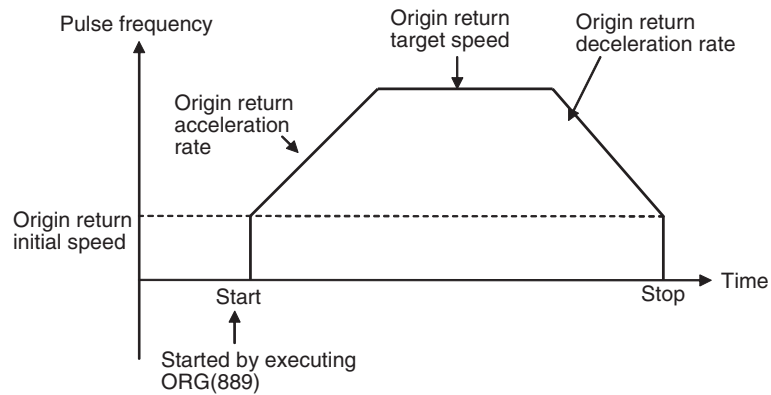 Pulse frequency
Origin return
target speed
Origin return
deceleration rate
Origin return
acceleration
rate
Origin return
initial speed
Time
Start
Stop
Started by executing
ORG(889)